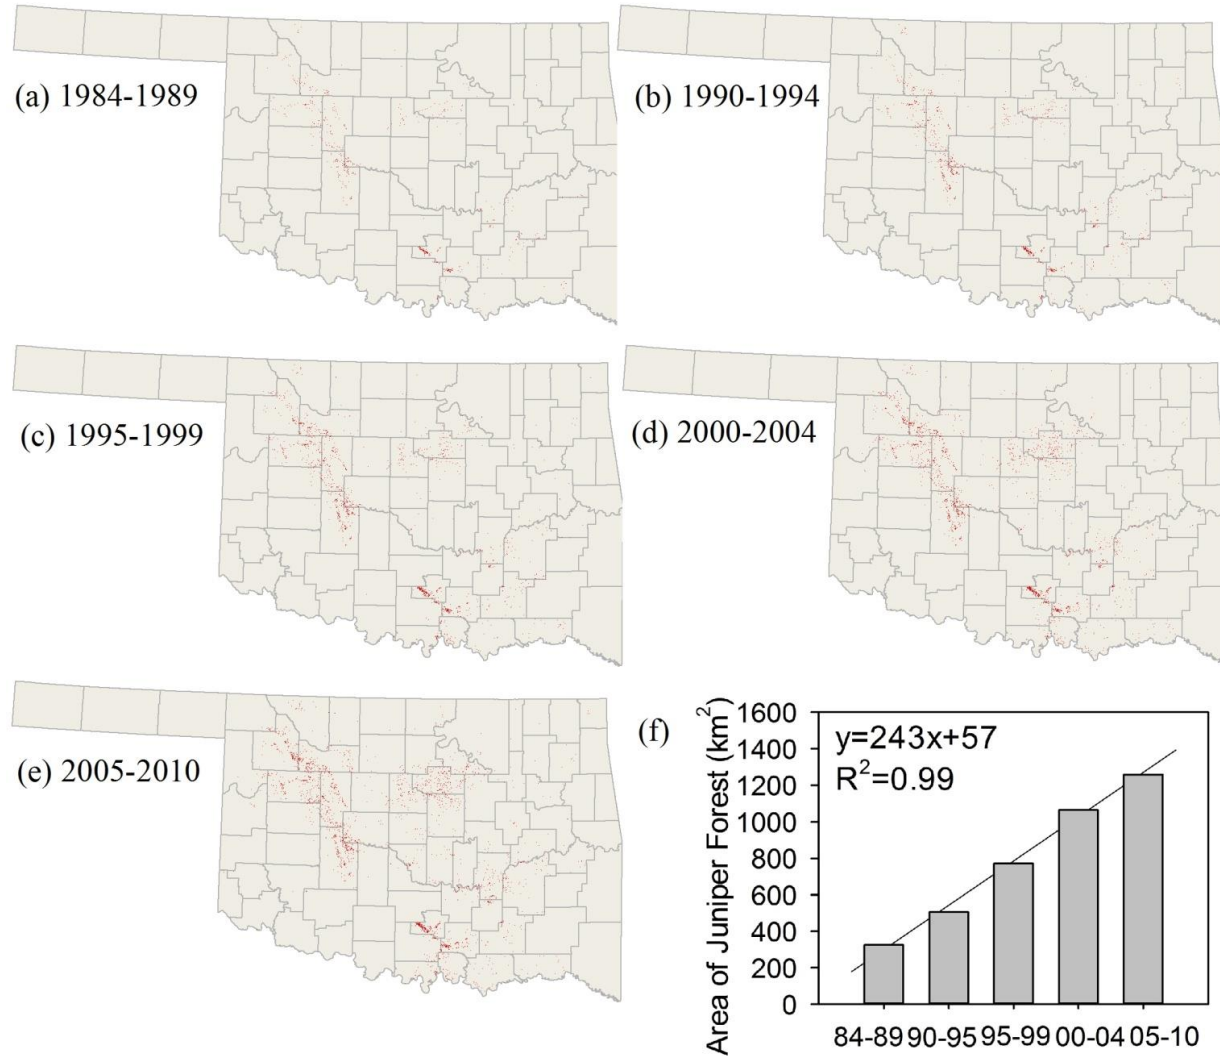 (a) 1984-1989
(b) 1990-1994
(c) 1995-1999
(d) 2000-2004
(e) 2005-2010
(f)
Area of Juniper Forest (km²)
1600
1400
1200
1000
800
600
400
200
0
y=243x+57
R²=0.99
84-89 90-95 95-99 00-04 05-10